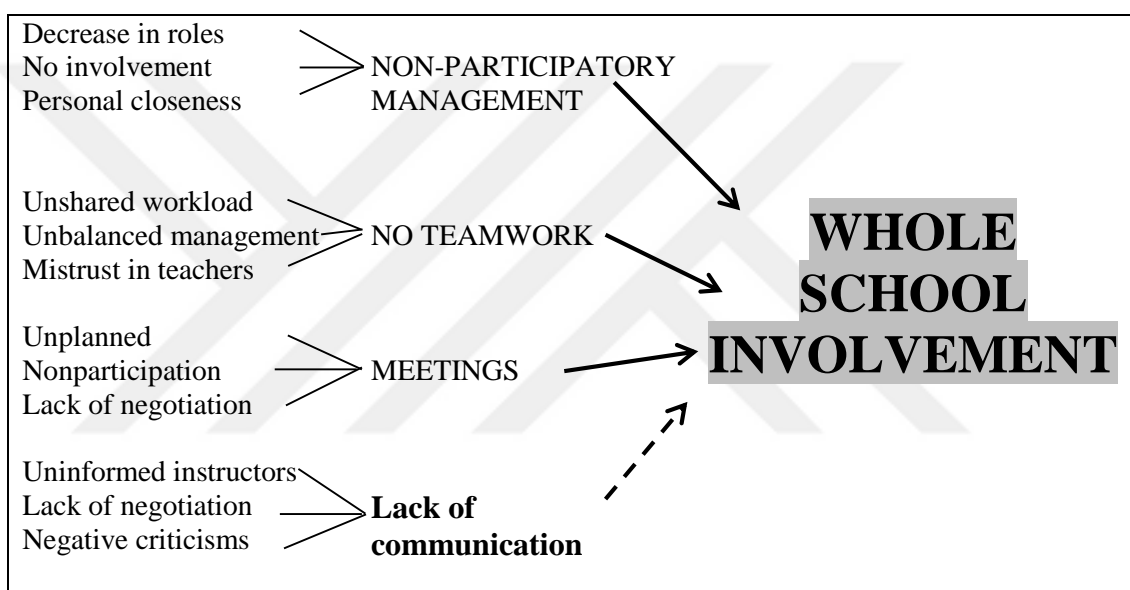 Decrease in roles
No involvement
Personal closeness
NON-PARTICIPATORY
MANAGEMENT
Unshared workload
Unbalanced management
Mistrust in teachers
NO TEAMWORK
Unplanned
Nonparticipation
Lack of negotiation
MEETINGS
Uninformed instructors
Lack of negotiation
Negative criticisms
Lack of
communication
WHOLE
SCHOOL
INVOLVEMENT